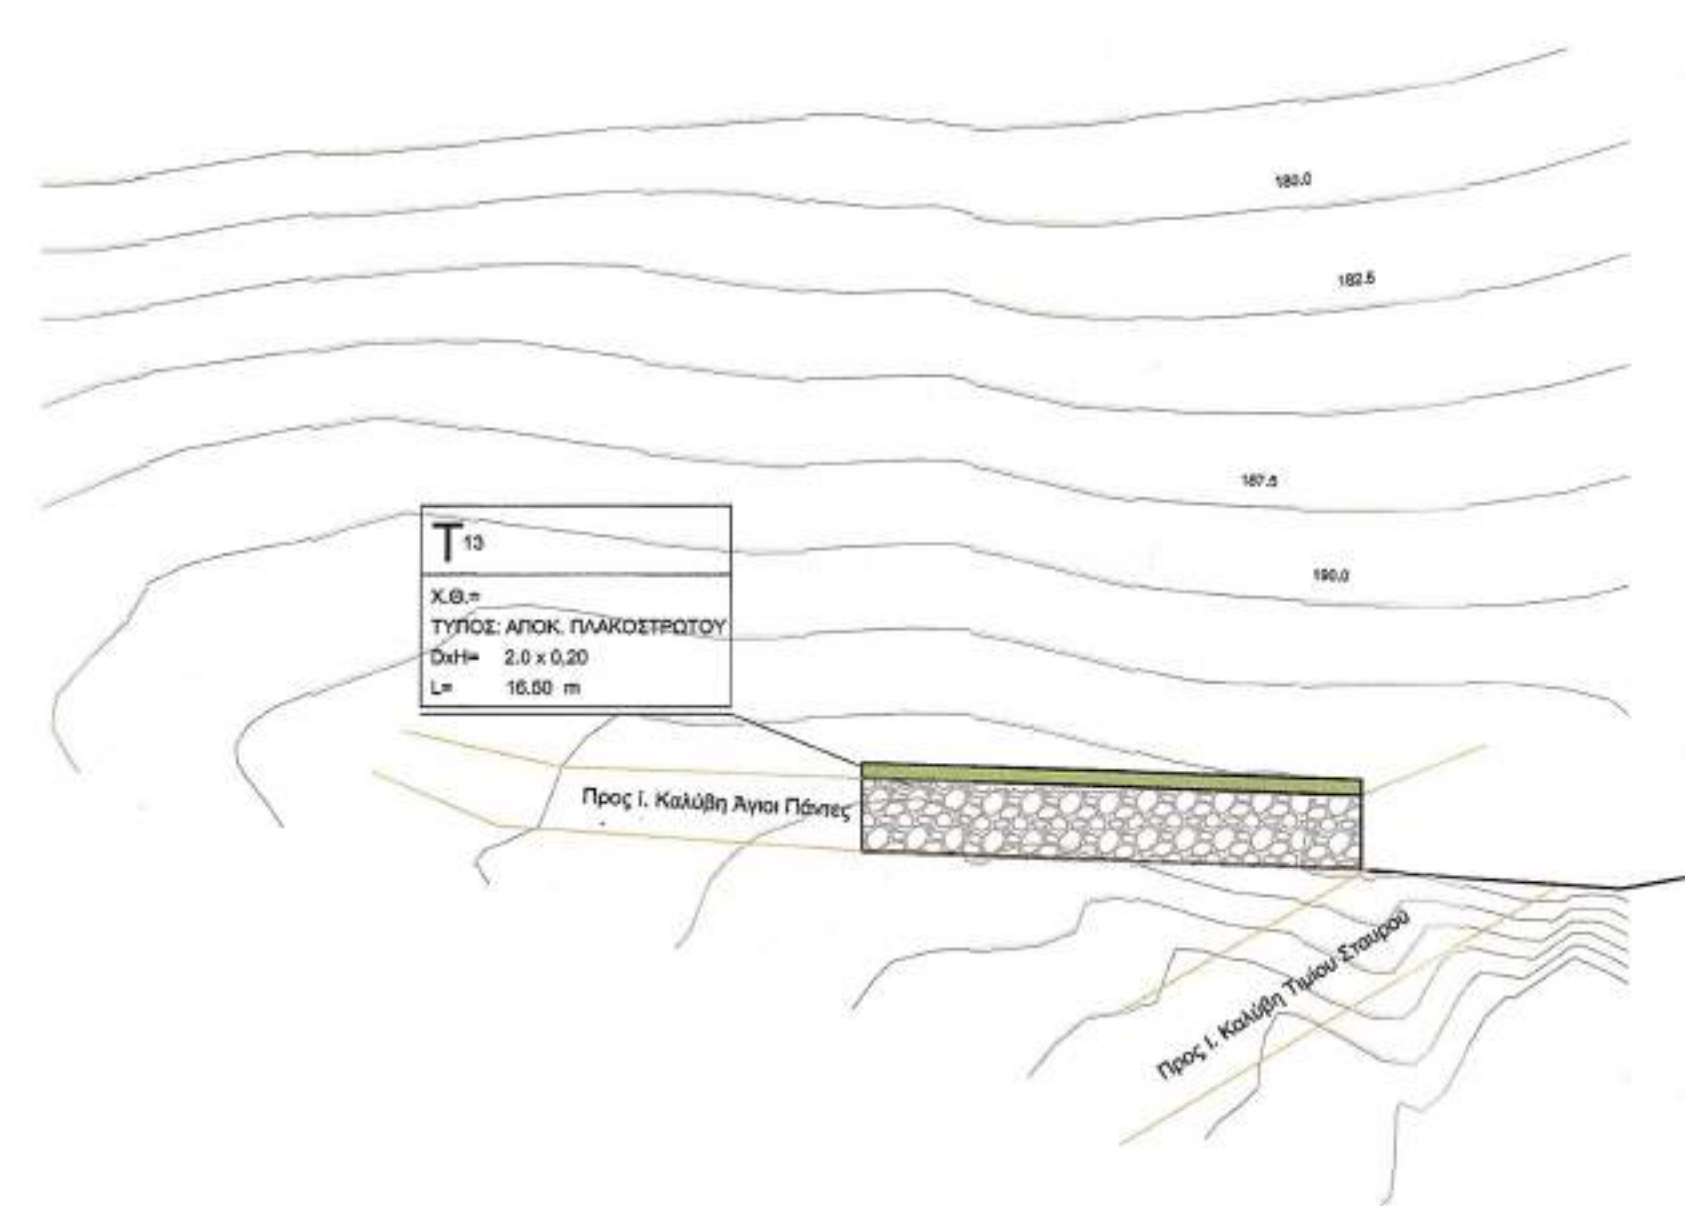 180.0
182.5
187.5
190.0
T 13
Χ.Θ.=
ΤΥΠΟΣ: ΑΠΟΚ. ΠΛΑΚΟΣΤΡΩΤΟΥ
DxH= 2.0 x 0,20
L= 16.50 m
Προς Ι. Καλύβη Άγιοι Πάντες
Προς Ι. Καλύβη Τιμίου Σταυρού